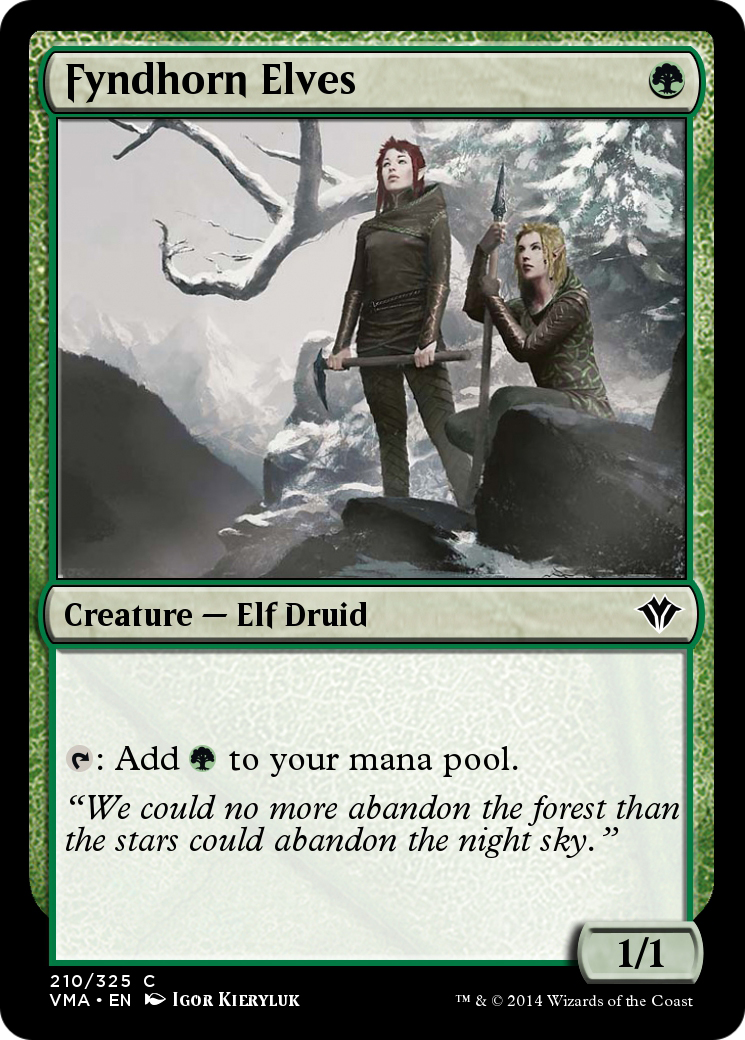 Fyndhorn Elves
Creature — Elf Druid
: Add to your mana pool.
“We could no more abandon the forest than
the stars could abandon the night sky.”
1/1
210/325 C
VMA • EN Igor Kieryluk
™ & © 2014 Wizards of the Coast